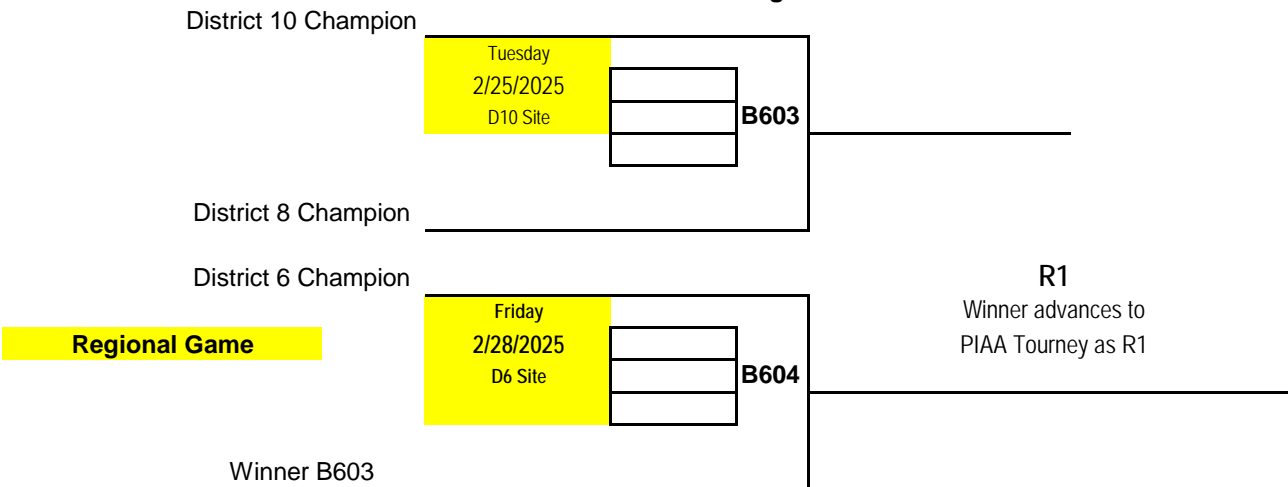 District 10 Champion
Tuesday
2/25/2025
D10 Site
B603
District 8 Champion
District 6 Champion
R1
Friday
Winner advances to
Regional Game
2/28/2025
PIAA Tourney as R1
D6 Site
B604
Winner B603